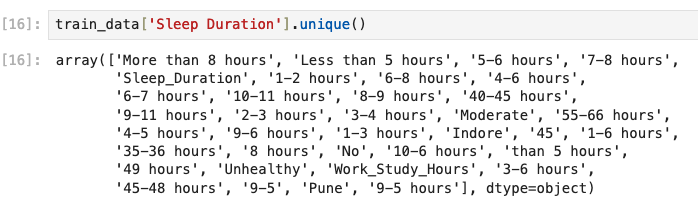 [16]: train_data['Sleep Duration'].unique()
[16]: array(['More than 8 hours', 'Less than 5 hours', '5-6 hours', '7-8 hours',
'Sleep_Duration', '1-2 hours', '6-8 hours', '4-6 hours',
'6-7 hours', '10-11 hours', '8-9 hours', '40-45 hours',
'9-11 hours', '2-3 hours', '3-4 hours', 'Moderate', '55-66 hours',
'4-5 hours', '9-6 hours', '1-3 hours', 'Indore', '45', '1-6 hours',
'35-36 hours', '8 hours', 'No', '10-6 hours', 'than 5 hours',
'49 hours', 'Unhealthy', 'Work_Study_Hours', '3-6 hours',
'45-48 hours', '9-5', 'Pune', '9-5 hours'], dtype=object)